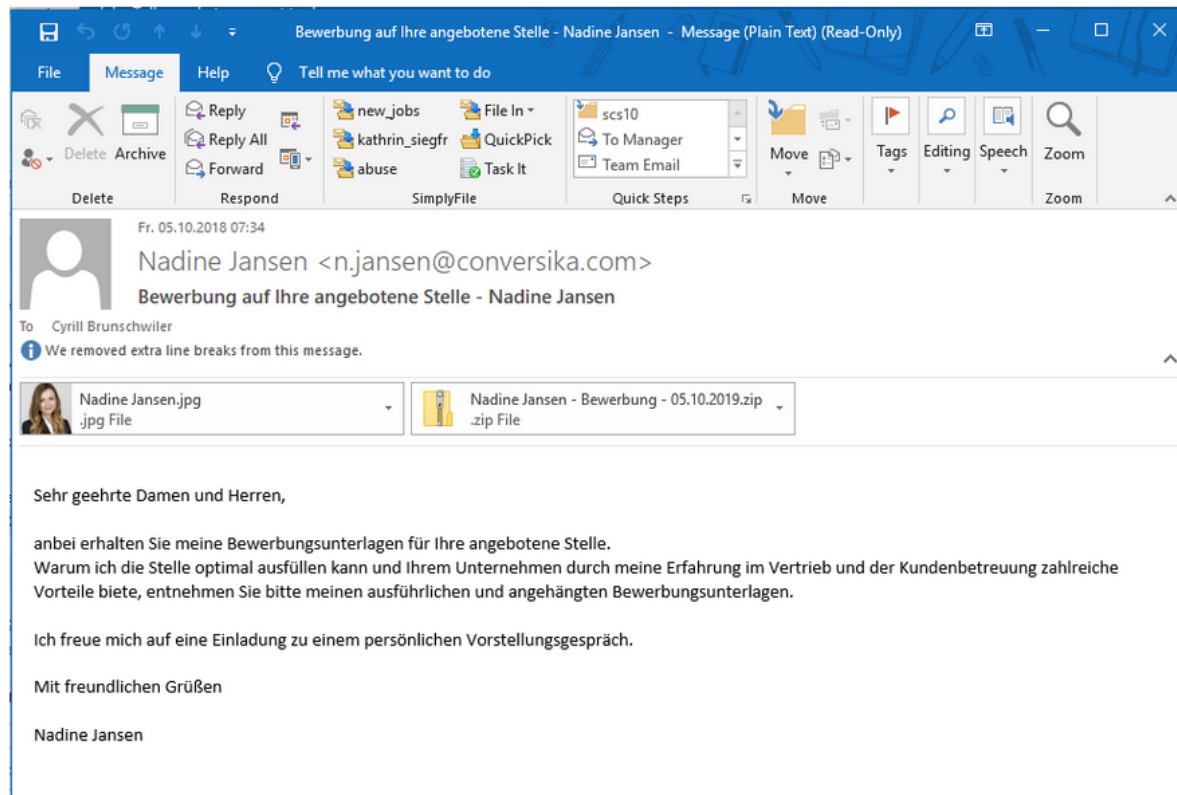 Bewerbung auf Ihre angebotene Stelle - Nadine Jansen - Message (Plain Text) (Read-Only)
File Message Help Tell me what you want to do
Reply new_jobs File In scs10
Delete Archive Reply All kathrin_siegfr QuickPick To Manager Move Tags Editing Speech Zoom
Forward abuse Task It Team Email
Delete Respond SimplyFile Quick Steps Move Zoom
Fr. 05.10.2018 07:34
Nadine Jansen <n.jansen@conversika.com>
Bewerbung auf Ihre angebotene Stelle - Nadine Jansen
To Cyrill Brunschwiler
We removed extra line breaks from this message.
Nadine Jansen.jpg Nadine Jansen - Bewerbung - 05.10.2019.zip
.jpg File .zip File
Sehr geehrte Damen und Herren,
anbei erhalten Sie meine Bewerbungsunterlagen für Ihre angebotene Stelle.
Warum ich die Stelle optimal ausfüllen kann und Ihrem Unternehmen durch meine Erfahrung im Vertrieb und der Kundenbetreuung zahlreiche
Vorteile biete, entnehmen Sie bitte meinen ausführlichen und angehängten Bewerbungsunterlagen.
Ich freue mich auf eine Einladung zu einem persönlichen Vorstellungsgespräch.
Mit freundlichen Grüßen
Nadine Jansen